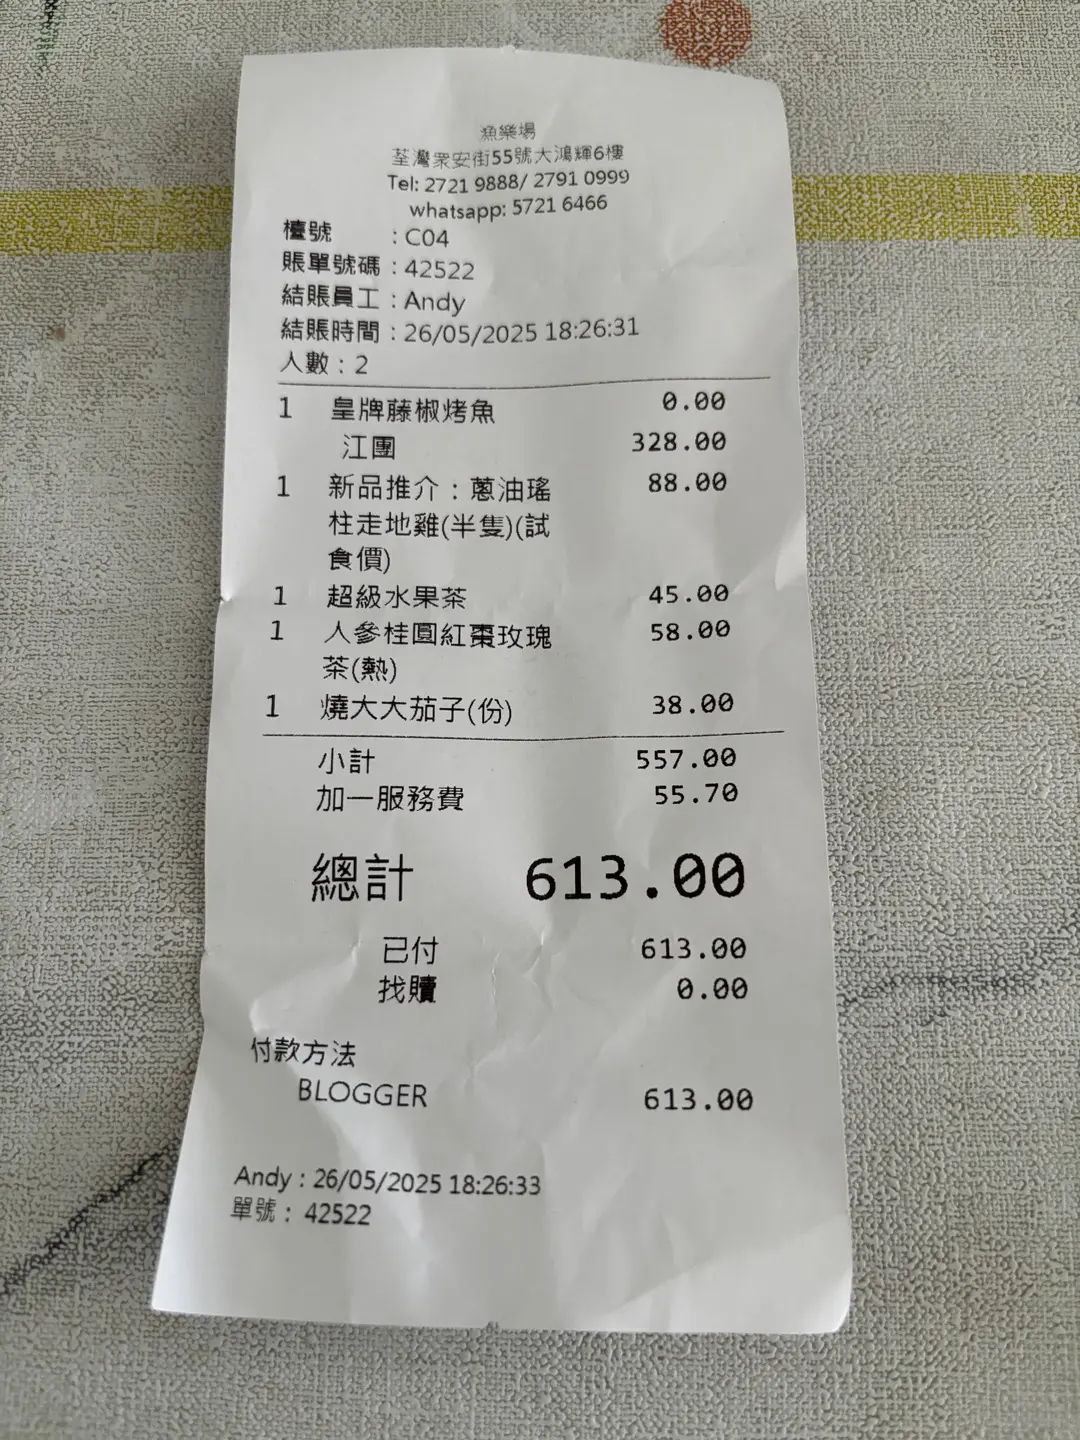 漁樂場
荃灣眾安街55號大鴻輝6樓
Tel: 2721 9888/ 2791 0999
whatsapp: 5721 6466
檯號 : C04
賬單號碼 : 42522
結賬員工 : Andy
結賬時間 : 26/05/2025 18:26:31
人數 : 2
1 皇牌藤椒烤魚 0.00
江團 328.00
1 新品推介 : 蔥油瑤 88.00
柱走地雞(半隻)(試
食價)
1 超級水果茶 45.00
1 人參桂圓紅棗玫瑰 58.00
茶(熱)
1 燒大大茄子(份) 38.00
小計 557.00
加一服務費 55.70
總計 613.00
已付 613.00
找贖 0.00
付款方法
BLOGGER 613.00
Andy : 26/05/2025 18:26:33
單號 : 42522